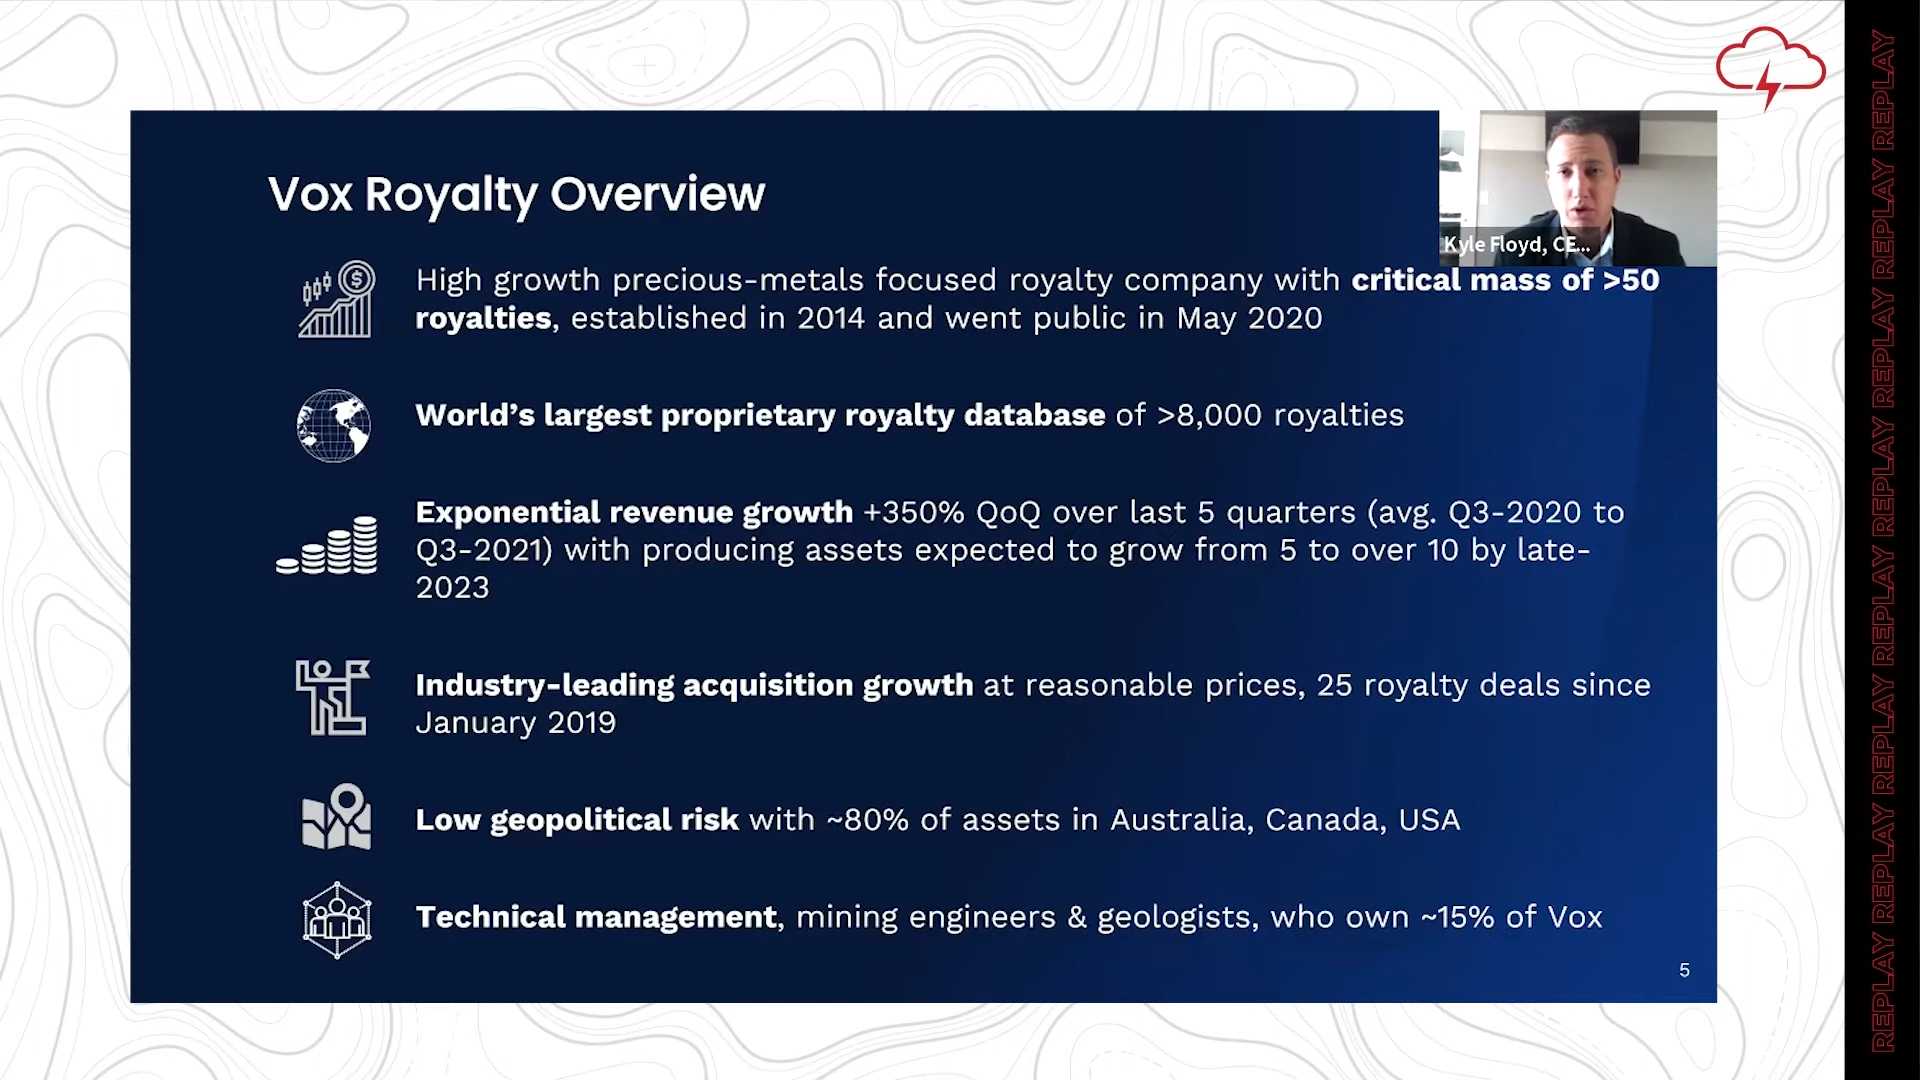 Vox Royalty Overview
Kyle Floyd, CE...
High growth precious-metals focused royalty company with critical mass of >50
royalties, established in 2014 and went public in May 2020
World's largest proprietary royalty database of >8,000 royalties
Exponential revenue growth +350% QoQ over last 5 quarters (avg. Q3-2020 to
Q3-2021) with producing assets expected to grow from 5 to over 10 by late-
2023
Industry-leading acquisition growth at reasonable prices, 25 royalty deals since
January 2019
Low geopolitical risk with ~80% of assets in Australia, Canada, USA
Technical management, mining engineers & geologists, who own ~15% of Vox
5
REPLAY REPLAY REPLAY REPLAY REPLAY REPLAY REPLAY REPLAY